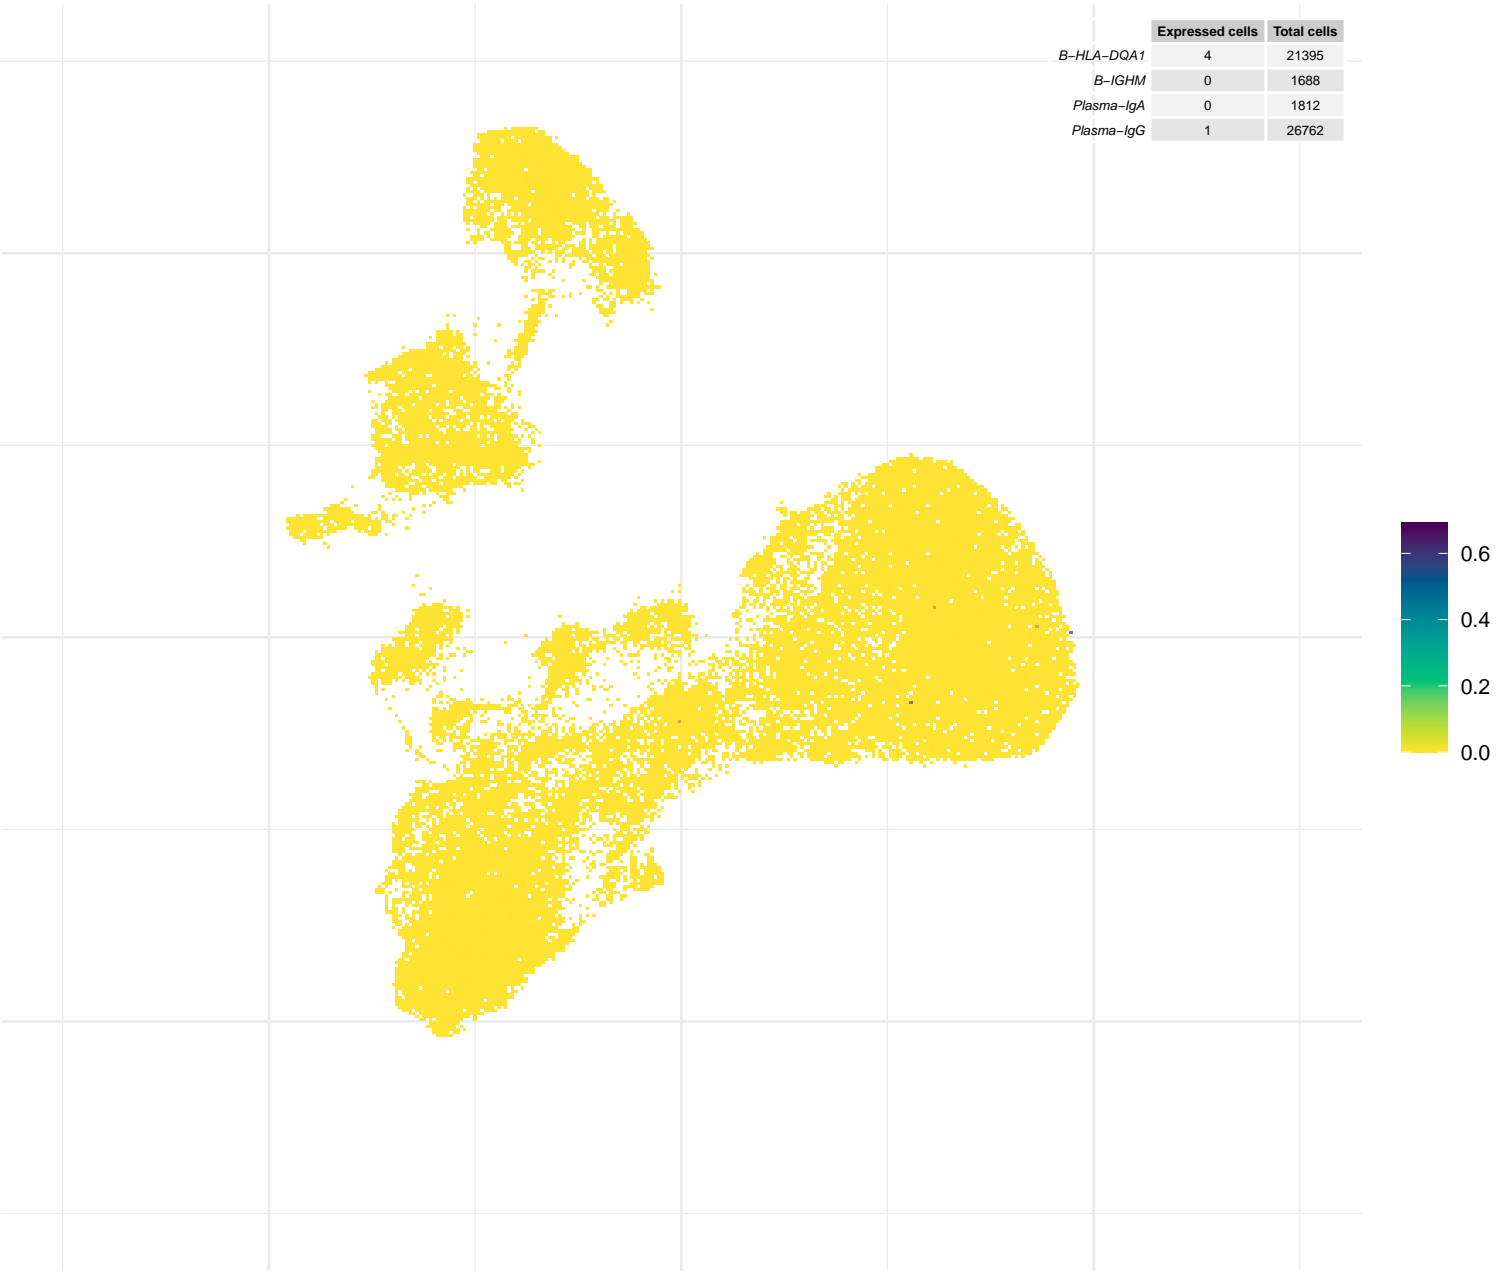 Expressed cells Total cells
B−HLA−DQA1 4 21395
B−IGHM 0 1688
Plasma−IgA 0 1812
Plasma−IgG 1 26762
0.6
0.4
0.2
0.0